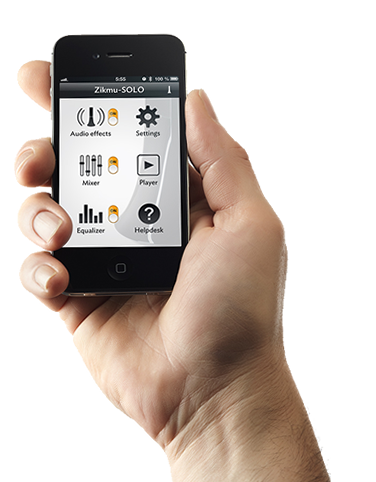 5:55 100 %
Zikmu-SOLO
Audio effects Settings
Mixer Player
Equalizer Helpdesk